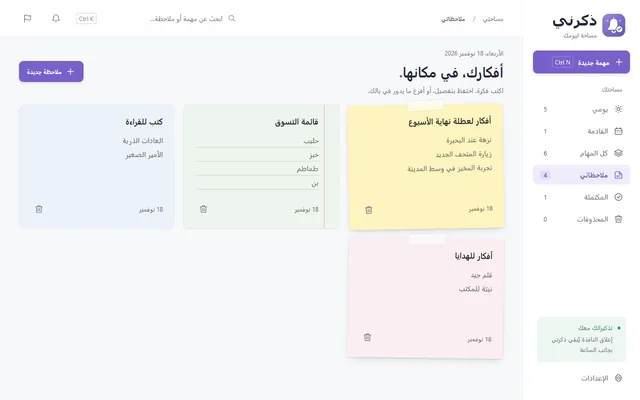 ذكرني
مساحة ليومك
مهمة جديدة Ctrl N
مساحتك
يومي 5
القادمة 1
كل المهام 6
ملاحظاتي 4
المكتملة 1
المحذوفات 0
تذكيراتك معك
إغلاق النافذة يُبقي ذكرني
بجانب الساعة
الإعدادات
مساحتي / ملاحظاتي
ابحث عن مهمة أو ملاحظة...
Ctrl K
الأربعاء، 18 نوفمبر 2026
أفكارك، في مكانها.
اكتب فكرة، احتفظ بتفصيل، أو أفرغ ما يدور في بالك.
ملاحظة جديدة
أفكار لعطلة نهاية الأسبوع
نزهة عند البحيرة
زيارة المتحف الجديد
تجربة المخبز في وسط المدينة
18 نوفمبر
قائمة التسوق
حليب
خبز
طماطم
بن
18 نوفمبر
كتب للقراءة
العادات الذرية
الأمير الصغير
18 نوفمبر
أفكار للهدايا
قلم جيد
نبتة للمكتب
18 نوفمبر